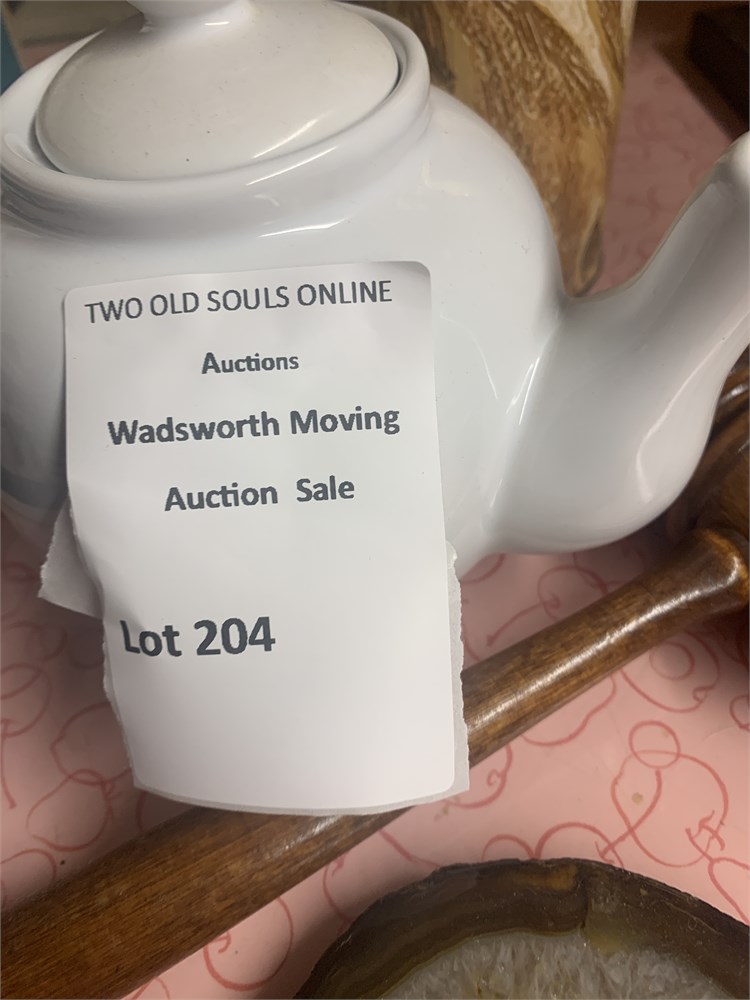 TWO OLD SOULS ONLINE
Auctions
Wadsworth Moving
Auction Sale
Lot 204